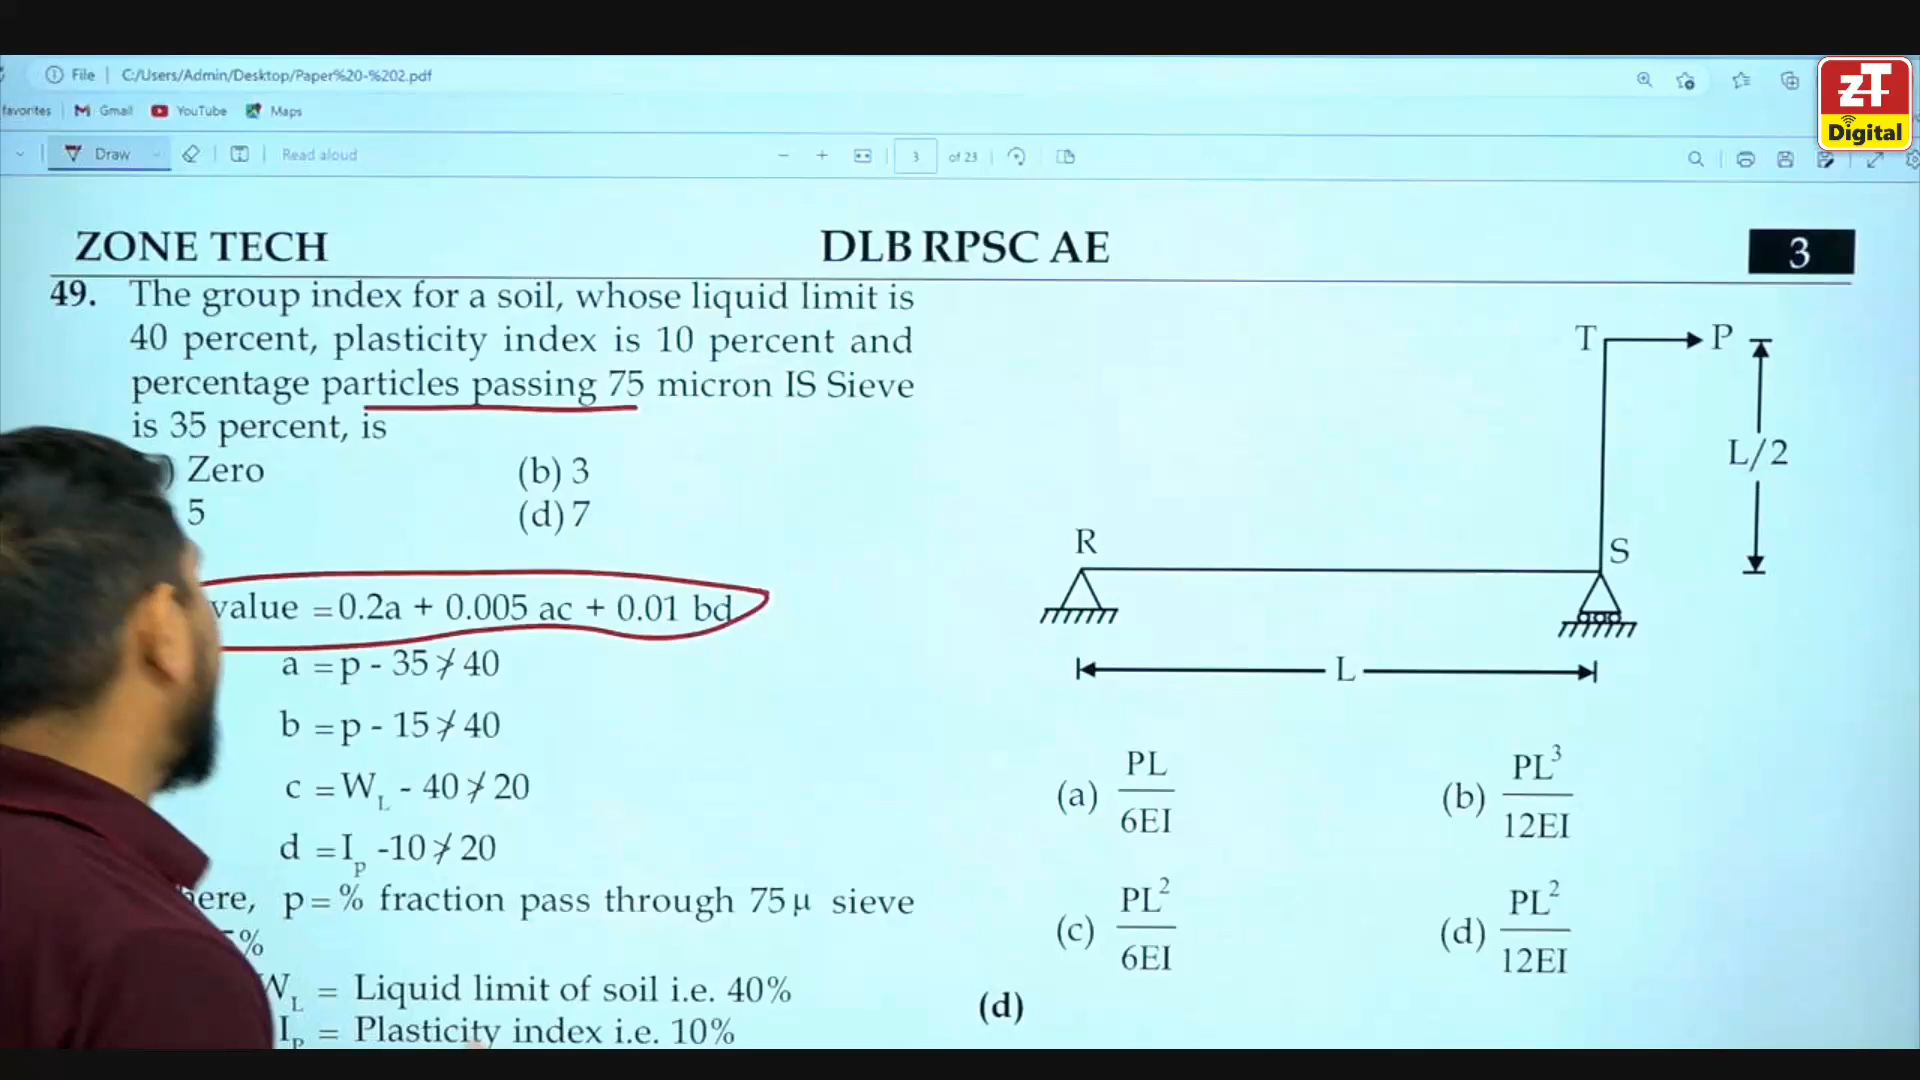 File | C:/Users/Admin/Desktop/Paper%20-%202.pdf
favorites Gmail YouTube Maps
Draw Read aloud
3 of 23
zT
Digital
ZONE TECH DLB RPSC AE 3
49. The group index for a soil, whose liquid limit is
40 percent, plasticity index is 10 percent and
percentage particles passing 75 micron IS Sieve
is 35 percent, is
) Zero (b) 3
5 (d) 7
value = 0.2a + 0.005 ac + 0.01 bd
a = p - 35 ≯ 40
b = p - 15 ≯ 40
c = W_L - 40 ≯ 20
d = I_p -10 ≯ 20
here, p = % fraction pass through 75 μ sieve
%
W_L = Liquid limit of soil i.e. 40%
I_P = Plasticity index i.e. 10%
T P
L/2
R S
L
(a) PL/6EI (b) PL³/12EI
(c) PL²/6EI (d) PL²/12EI
(d)